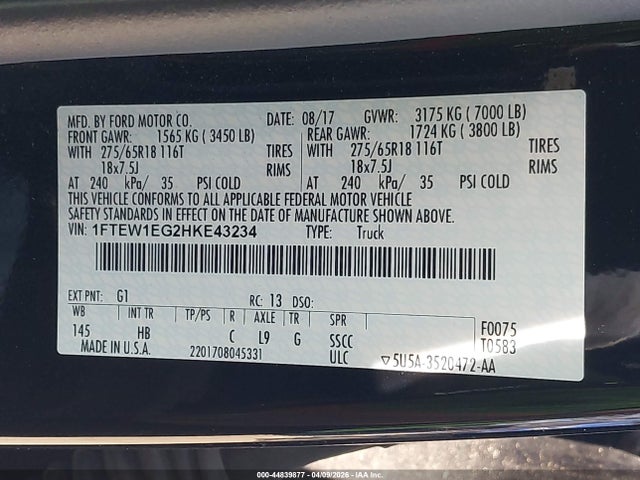 MFD. BY FORD MOTOR CO. DATE: 08/17 GVWR: 3175 KG ( 7000 LB)
FRONT GAWR: 1565 KG ( 3450 LB) REAR GAWR: 1724 KG ( 3800 LB)
WITH 275/65R18 116T TIRES WITH 275/65R18 116T TIRES
18x7.5J RIMS 18x7.5J RIMS
AT 240 kPa/ 35 PSI COLD AT 240 kPa/ 35 PSI COLD
THIS VEHICLE CONFORMS TO ALL APPLICABLE FEDERAL MOTOR VEHICLE
SAFETY STANDARDS IN EFFECT ON THE DATE OF MANUFACTURE SHOWN ABOVE.
VIN: 1FTEW1EG2HKE43234 TYPE: Truck
EXT PNT: G1 RC: 13 DSO:
WB INT TR TP/PS R AXLE TR SPR F0075
145 HB C L9 G SSCC T0583
MADE IN U.S.A. 2201708045331 ULC ▽5U5A-3520472-AA
000-44839877 - 04/09/2026 - IAAI, Inc.